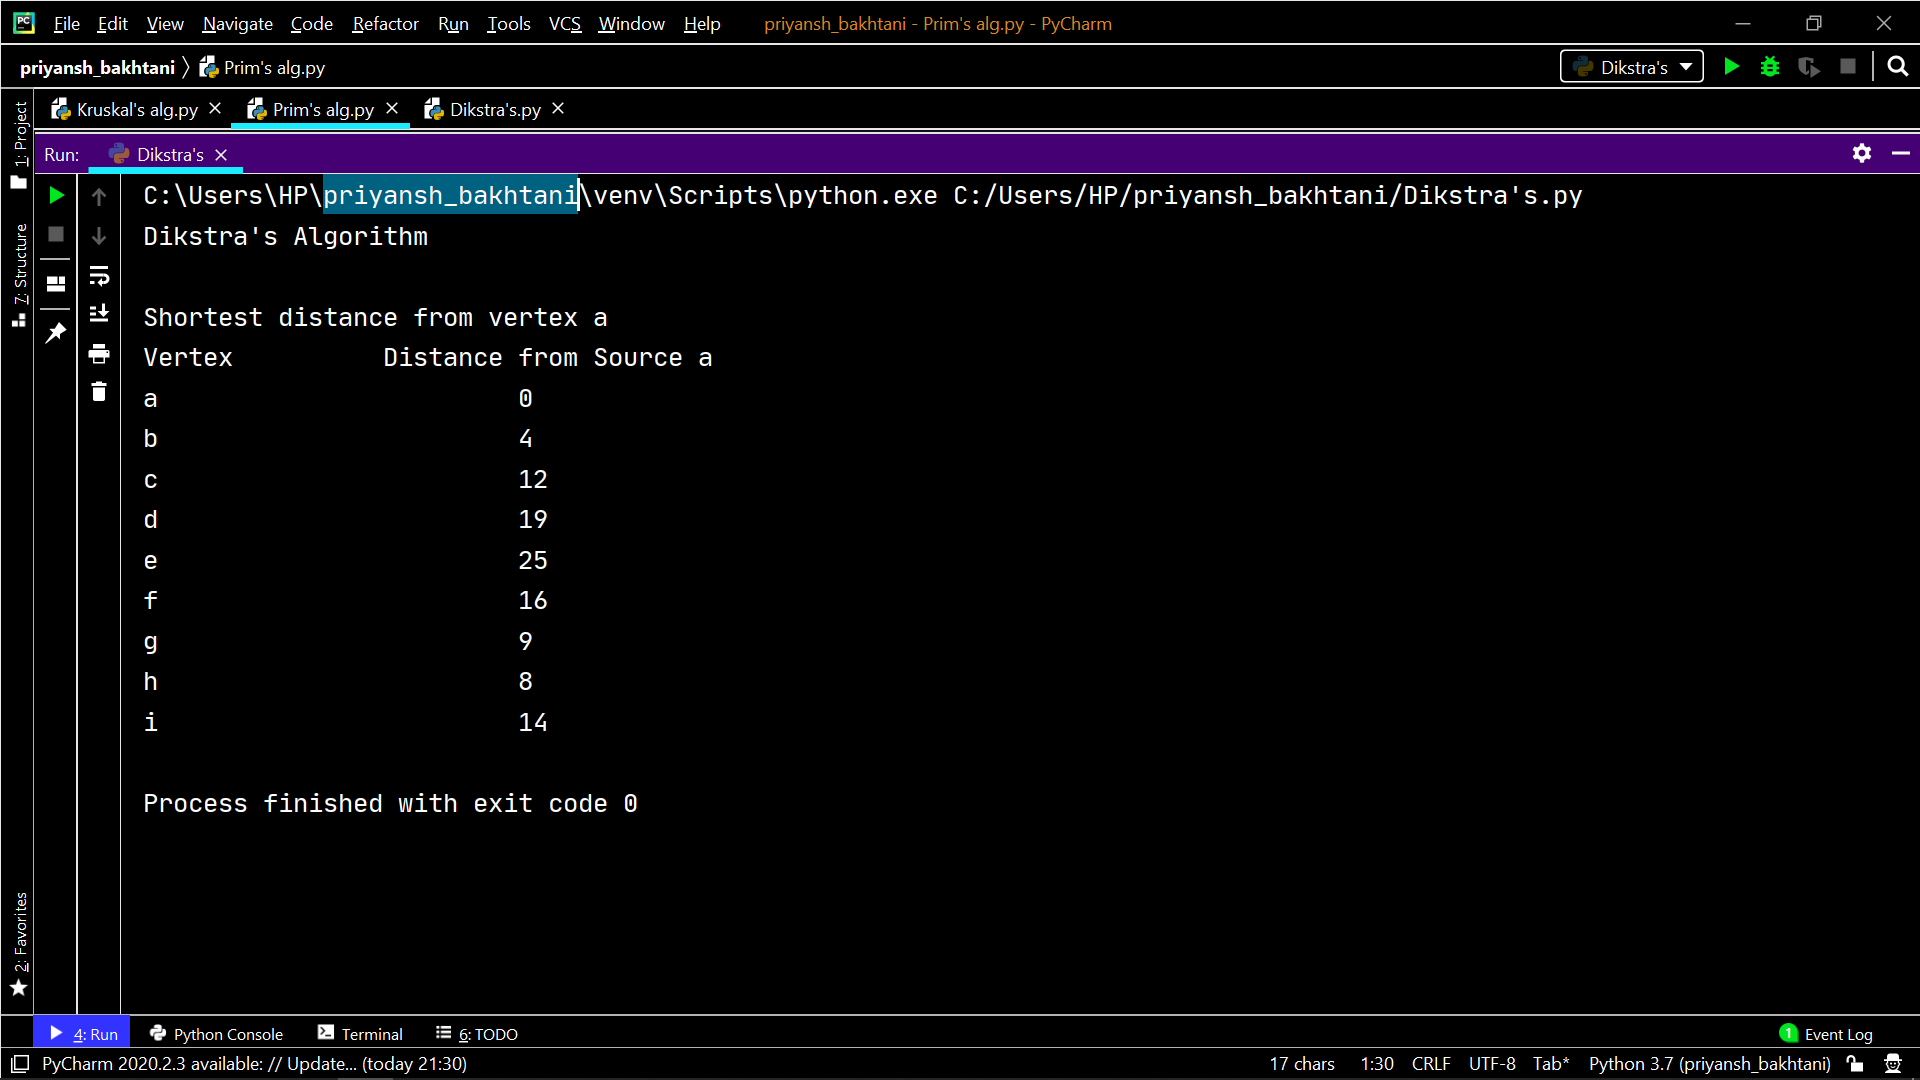 File Edit View Navigate Code Refactor Run Tools VCS Window Help priyansh_bakhtani - Prim's alg.py - PyCharm
priyansh_bakhtani Prim's alg.py Dikstra's
Kruskal's alg.py Prim's alg.py Dikstra's.py
Run: Dikstra's
1: Project
7: Structure
2: Favorites
C:\Users\HP\priyansh_bakhtani\venv\Scripts\python.exe C:/Users/HP/priyansh_bakhtani/Dikstra's.py
Dikstra's Algorithm
Shortest distance from vertex a
Vertex Distance from Source a
a 0
b 4
c 12
d 19
e 25
f 16
g 9
h 8
i 14
Process finished with exit code 0
4: Run Python Console Terminal 6: TODO 1 Event Log
PyCharm 2020.2.3 available: // Update... (today 21:30) 17 chars 1:30 CRLF UTF-8 Tab* Python 3.7 (priyansh_bakhtani)